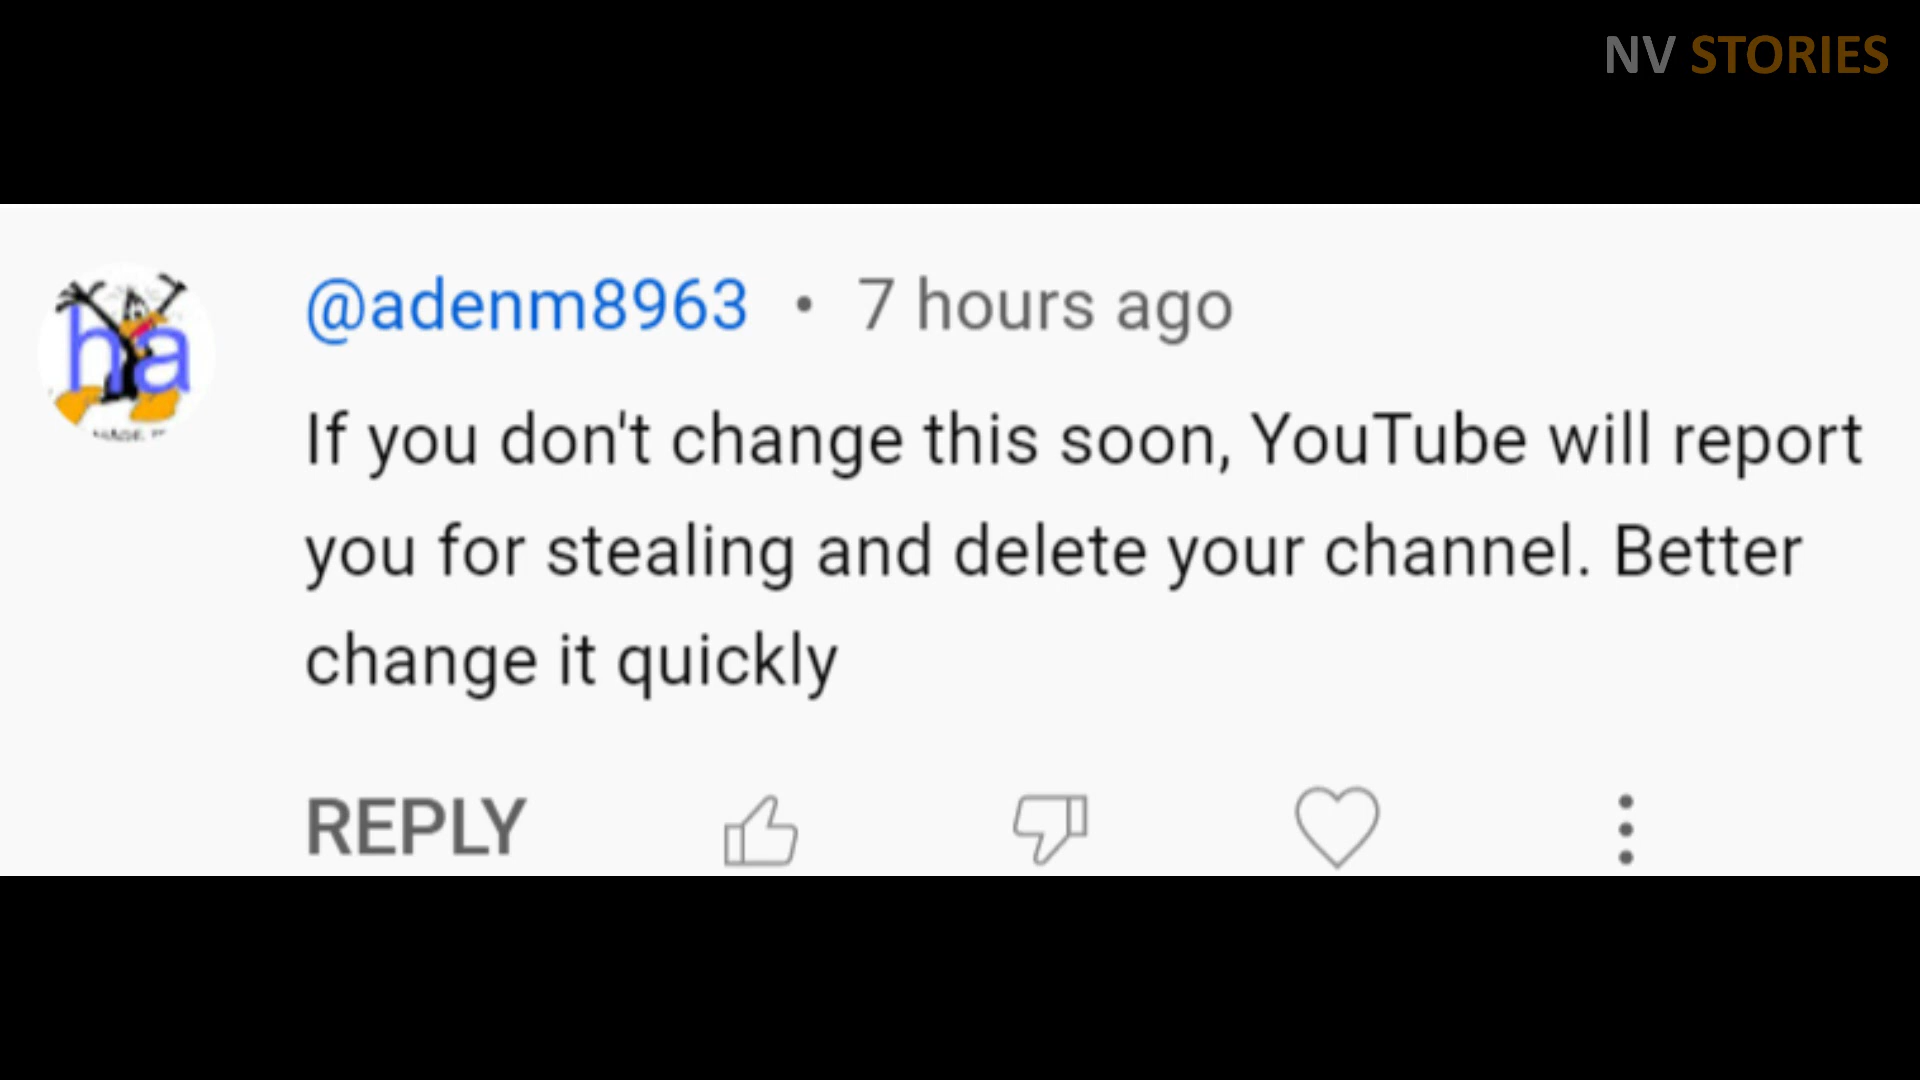 NV STORIES
@adenm8963 • 7 hours ago
ha
If you don't change this soon, YouTube will report
you for stealing and delete your channel. Better
change it quickly
REPLY